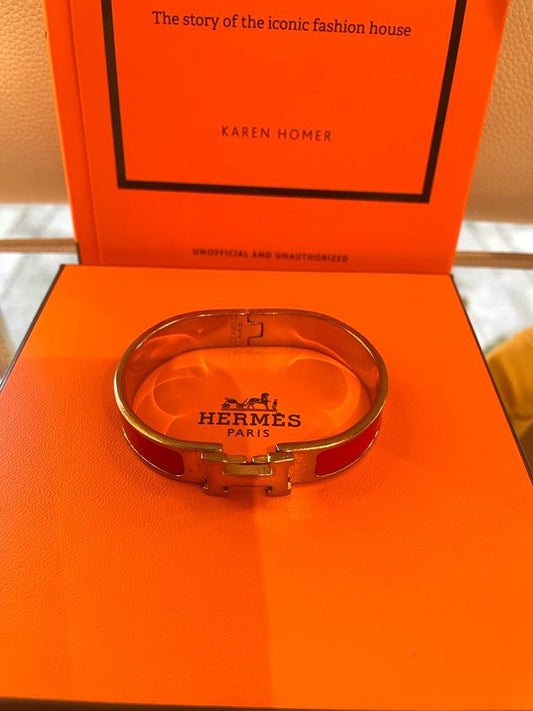 The story of the iconic fashion house
KAREN HOMER
UNOFFICIAL AND UNAUTHORIZED
HERMÈS
PARIS